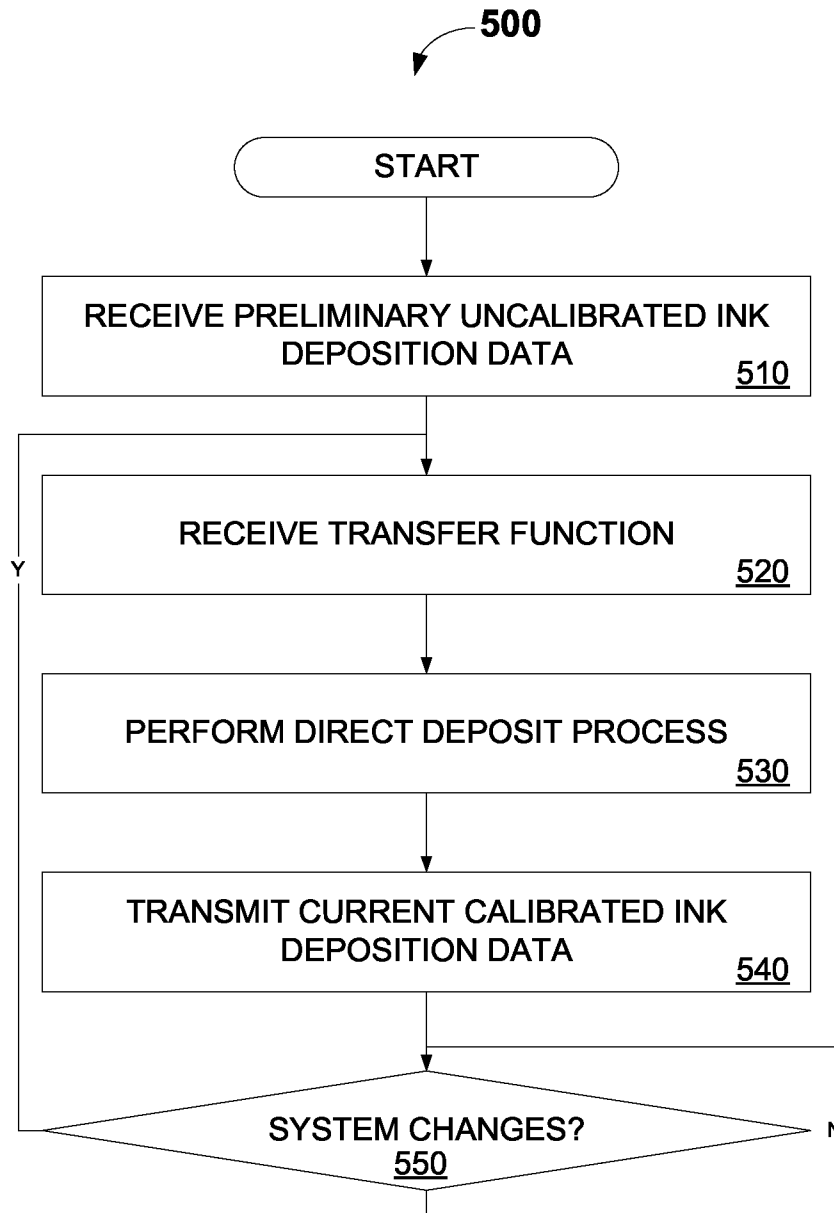 500
START
RECEIVE PRELIMINARY UNCALIBRATED INK
DEPOSITION DATA
510
RECEIVE TRANSFER FUNCTION
520
Y
PERFORM DIRECT DEPOSIT PROCESS
530
TRANSMIT CURRENT CALIBRATED INK
DEPOSITION DATA
540
SYSTEM CHANGES?
550
N